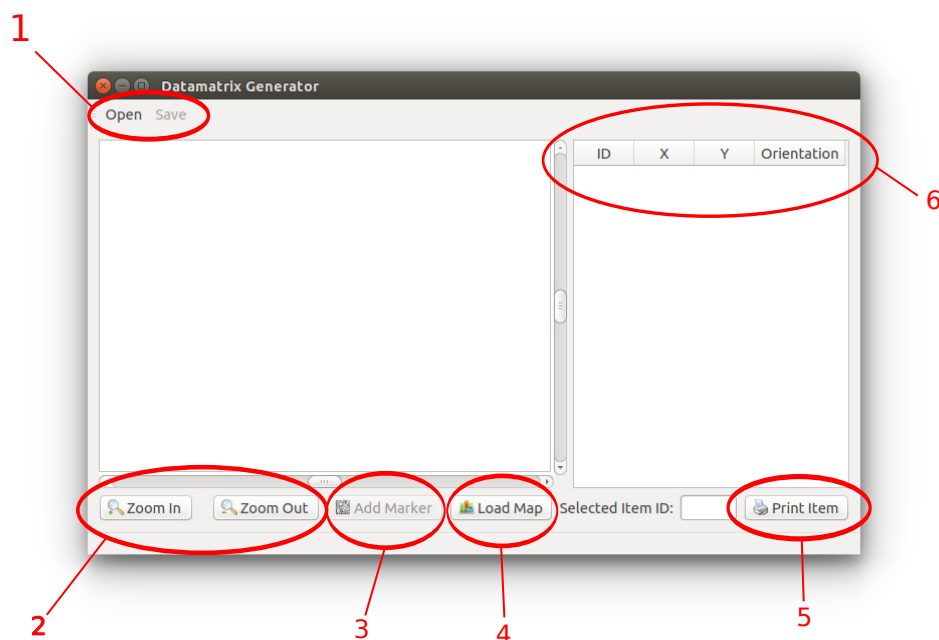 1
Datamatrix Generator
Open Save
ID X Y Orientation
6
Zoom In Zoom Out Add Marker Load Map Selected Item ID: Print Item
2 3 4 5